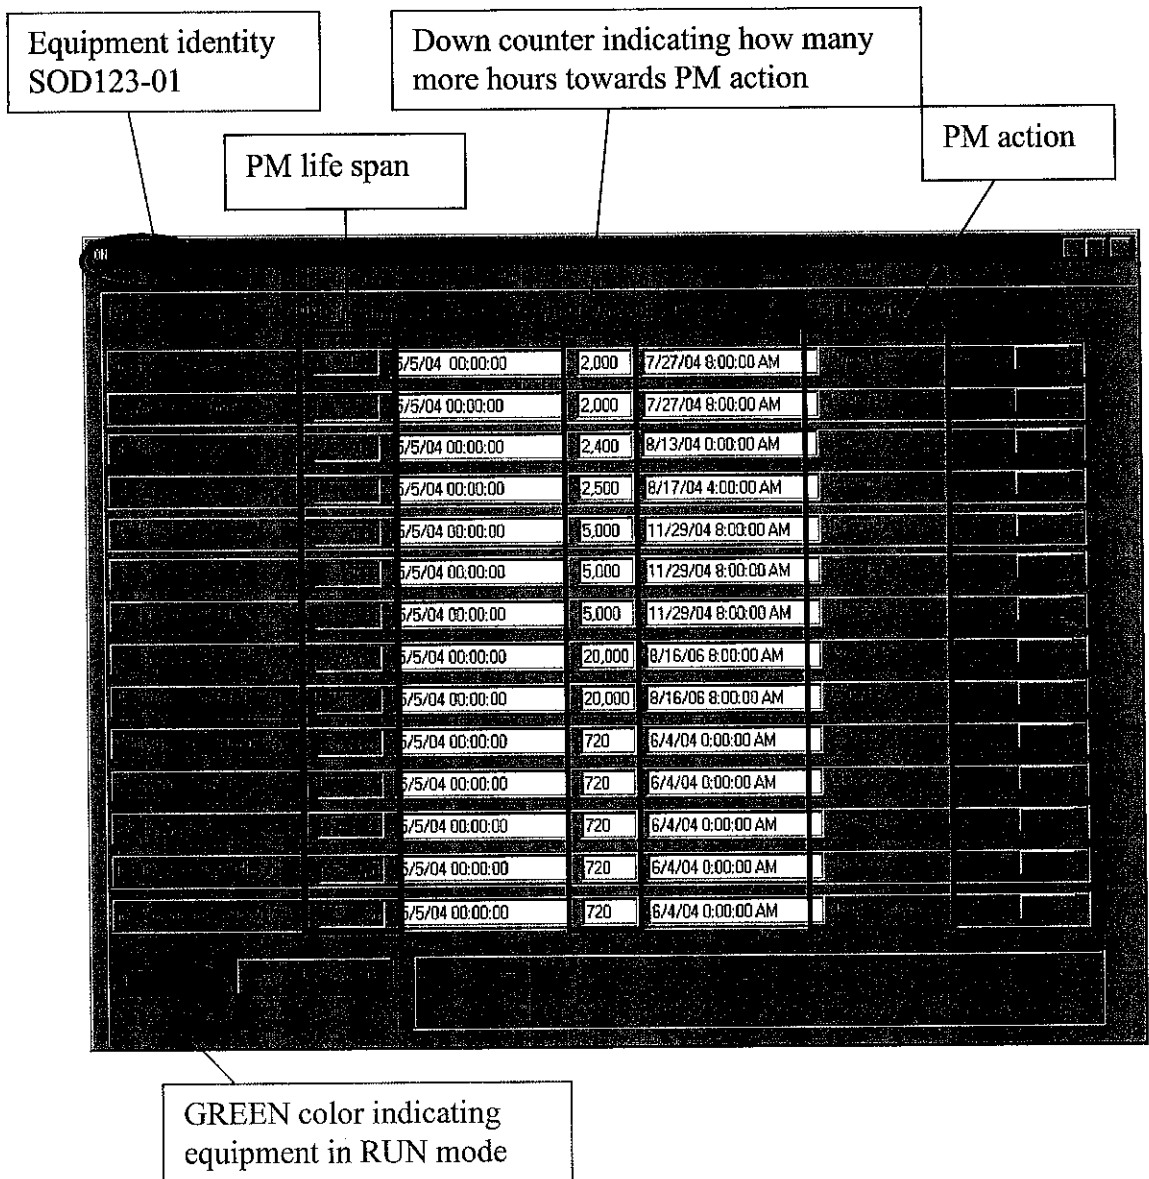 Equipment identity
SOD123-01
Down counter indicating how many
more hours towards PM action
PM life span
PM action
ON
5/5/04 00:00:00 2,000 7/27/04 8:00:00 AM
5/5/04 00:00:00 2,000 7/27/04 8:00:00 AM
5/5/04 00:00:00 2,400 8/13/04 0:00:00 AM
5/5/04 00:00:00 2,500 8/17/04 4:00:00 AM
5/5/04 00:00:00 5,000 11/29/04 8:00:00 AM
5/5/04 00:00:00 5,000 11/29/04 8:00:00 AM
5/5/04 00:00:00 5,000 11/29/04 8:00:00 AM
5/5/04 00:00:00 20,000 8/16/06 8:00:00 AM
5/5/04 00:00:00 20,000 8/16/06 8:00:00 AM
5/5/04 00:00:00 720 6/4/04 0:00:00 AM
5/5/04 00:00:00 720 6/4/04 0:00:00 AM
5/5/04 00:00:00 720 6/4/04 0:00:00 AM
5/5/04 00:00:00 720 6/4/04 0:00:00 AM
5/5/04 00:00:00 720 6/4/04 0:00:00 AM
GREEN color indicating
equipment in RUN mode